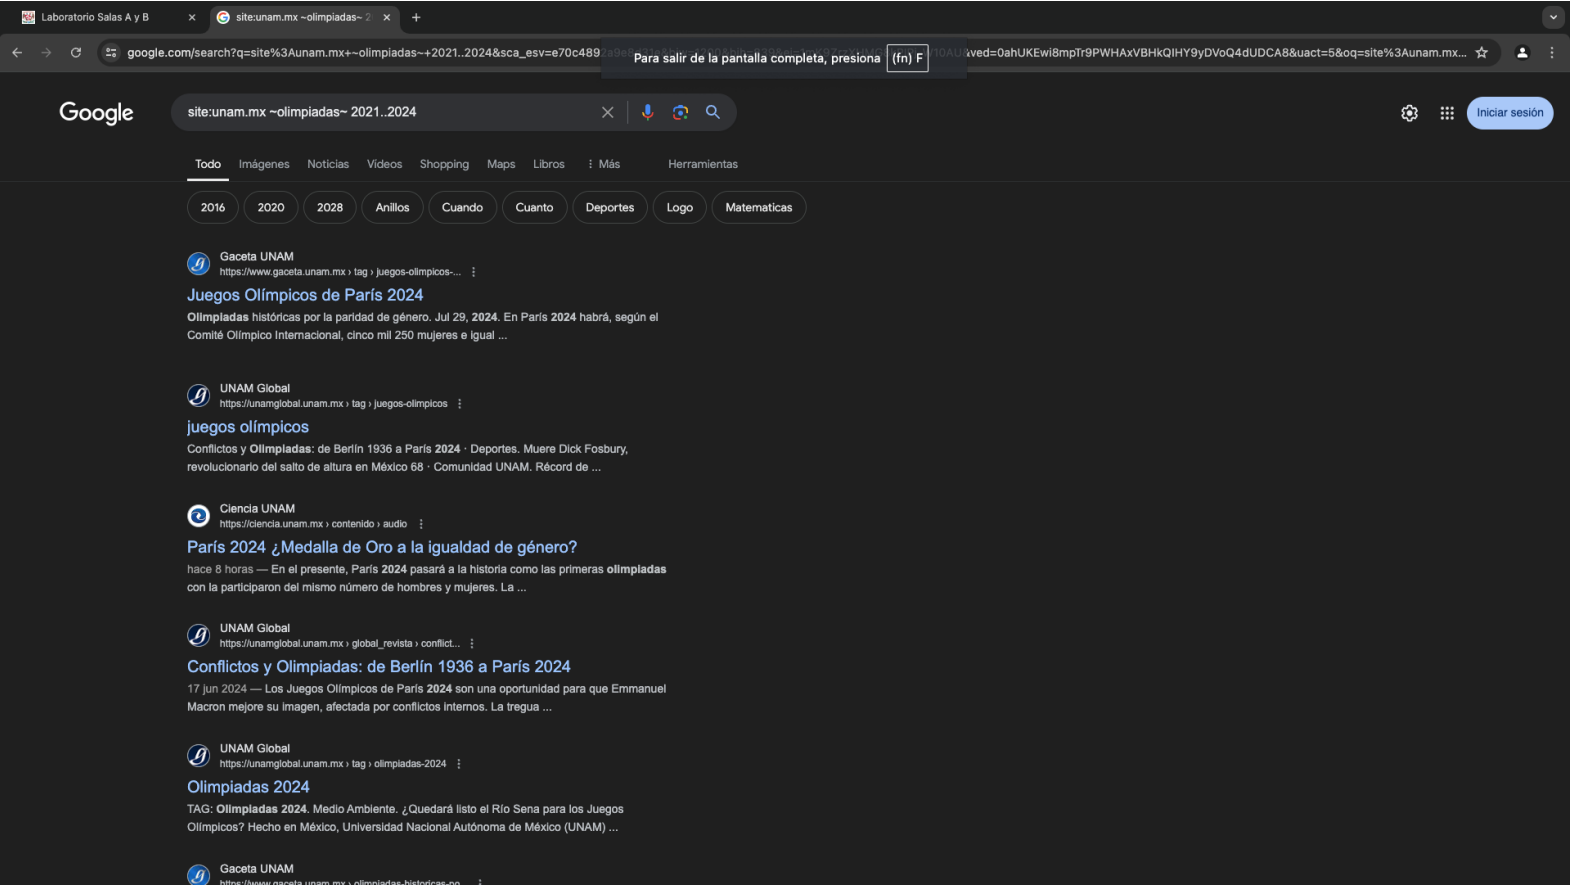 Laboratorio Salas A y B
site:unam.mx ~olimpiadas~ 2
google.com/search?q=site%3Aunam.mx+~olimpiadas~+2021..2024&sca_esv=e70c489
&ved=0ahUKEwi8mpTr9PWHAxVBHkQIHY9yDVoQ4dUDCA8&uact=5&oq=site%3Aunam.mx...
Para salir de la pantalla completa, presiona (fn) F
Google
site:unam.mx ~olimpiadas~ 2021..2024
Iniciar sesión
Todo Imágenes Noticias Videos Shopping Maps Libros Más Herramientas
2016 2020 2028 Anillos Cuando Cuanto Deportes Logo Matematicas
Gaceta UNAM
https://www.gaceta.unam.mx › tag › juegos-olimpicos-...
Juegos Olímpicos de París 2024
Olimpiadas históricas por la paridad de género. Jul 29, 2024. En París 2024 habrá, según el
Comité Olímpico Internacional, cinco mil 250 mujeres e igual ...
UNAM Global
https://unamglobal.unam.mx › tag › juegos-olimpicos
juegos olímpicos
Conflictos y Olimpiadas: de Berlín 1936 a París 2024 · Deportes. Muere Dick Fosbury,
revolucionario del salto de altura en México 68 · Comunidad UNAM. Récord de ...
Ciencia UNAM
https://ciencia.unam.mx › contenido › audio
París 2024 ¿Medalla de Oro a la igualdad de género?
hace 8 horas — En el presente, París 2024 pasará a la historia como las primeras olimpiadas
con la participaron del mismo número de hombres y mujeres. La ...
UNAM Global
https://unamglobal.unam.mx › global_revista › conflict...
Conflictos y Olimpiadas: de Berlín 1936 a París 2024
17 jun 2024 — Los Juegos Olímpicos de París 2024 son una oportunidad para que Emmanuel
Macron mejore su imagen, afectada por conflictos internos. La tregua ...
UNAM Global
https://unamglobal.unam.mx › tag › olimpiadas-2024
Olimpiadas 2024
TAG: Olimpiadas 2024. Medio Ambiente. ¿Quedará listo el Río Sena para los Juegos
Olímpicos? Hecho en México, Universidad Nacional Autónoma de México (UNAM) ...
Gaceta UNAM
https://www.gaceta.unam.mx › olimpiadas-historicas-po...